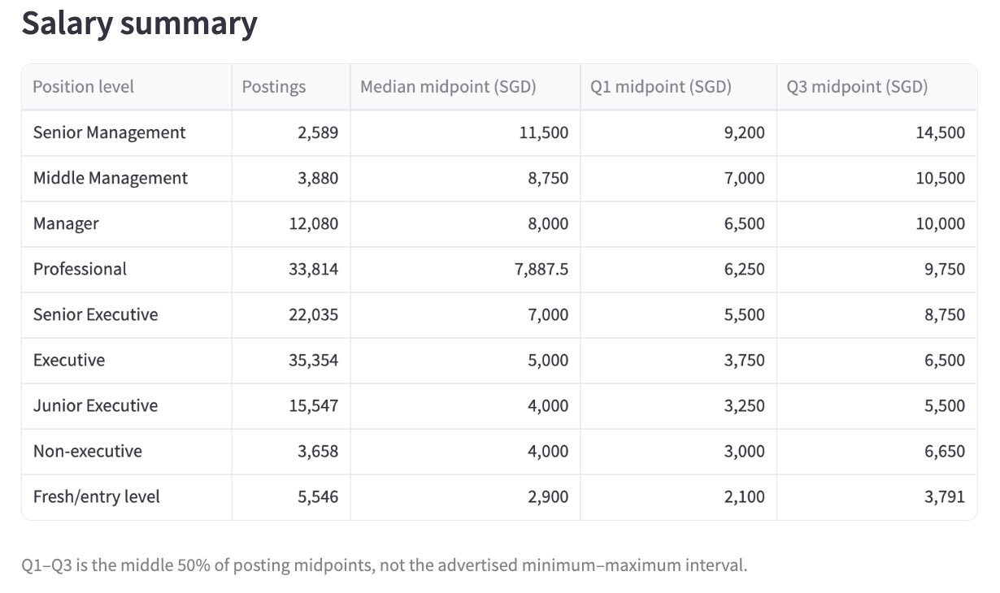 Salary summary
Position level Postings Median midpoint (SGD) Q1 midpoint (SGD) Q3 midpoint (SGD)
Senior Management 2,589 11,500 9,200 14,500
Middle Management 3,880 8,750 7,000 10,500
Manager 12,080 8,000 6,500 10,000
Professional 33,814 7,887.5 6,250 9,750
Senior Executive 22,035 7,000 5,500 8,750
Executive 35,354 5,000 3,750 6,500
Junior Executive 15,547 4,000 3,250 5,500
Non-executive 3,658 4,000 3,000 6,650
Fresh/entry level 5,546 2,900 2,100 3,791
Q1–Q3 is the middle 50% of posting midpoints, not the advertised minimum–maximum interval.